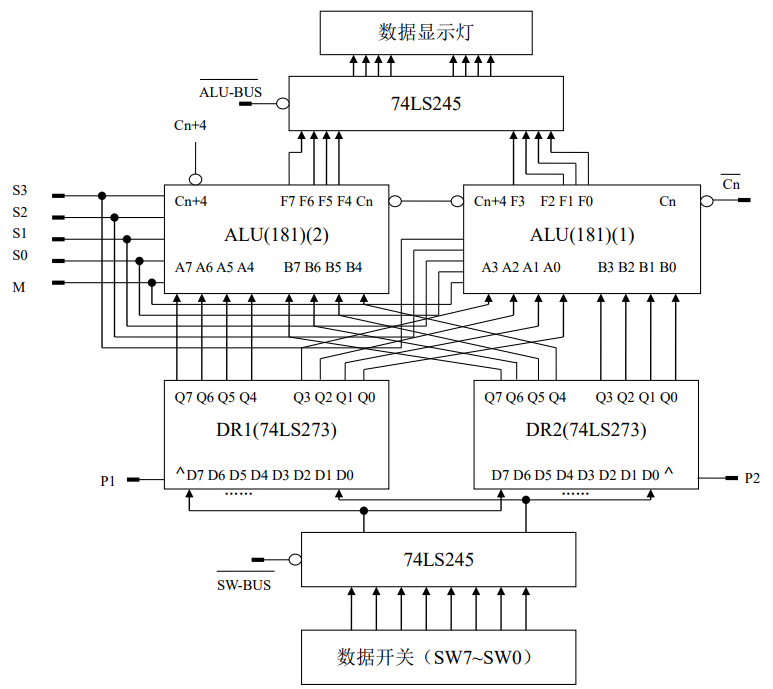 数据显示灯
ALU-BUS
74LS245
Cn+4
S3
S2
S1
S0
M
Cn+4 F7 F6 F5 F4 Cn
ALU(181)(2)
A7 A6 A5 A4 B7 B6 B5 B4
Cn+4 F3 F2 F1 F0 Cn
ALU(181)(1)
A3 A2 A1 A0 B3 B2 B1 B0
Cn
Q7 Q6 Q5 Q4 Q3 Q2 Q1 Q0
DR1(74LS273)
^D7 D6 D5 D4 D3 D2 D1 D0
……
P1
Q7 Q6 Q5 Q4 Q3 Q2 Q1 Q0
DR2(74LS273)
D7 D6 D5 D4 D3 D2 D1 D0 ^
……
P2
74LS245
SW-BUS
数据开关（SW7~SW0）